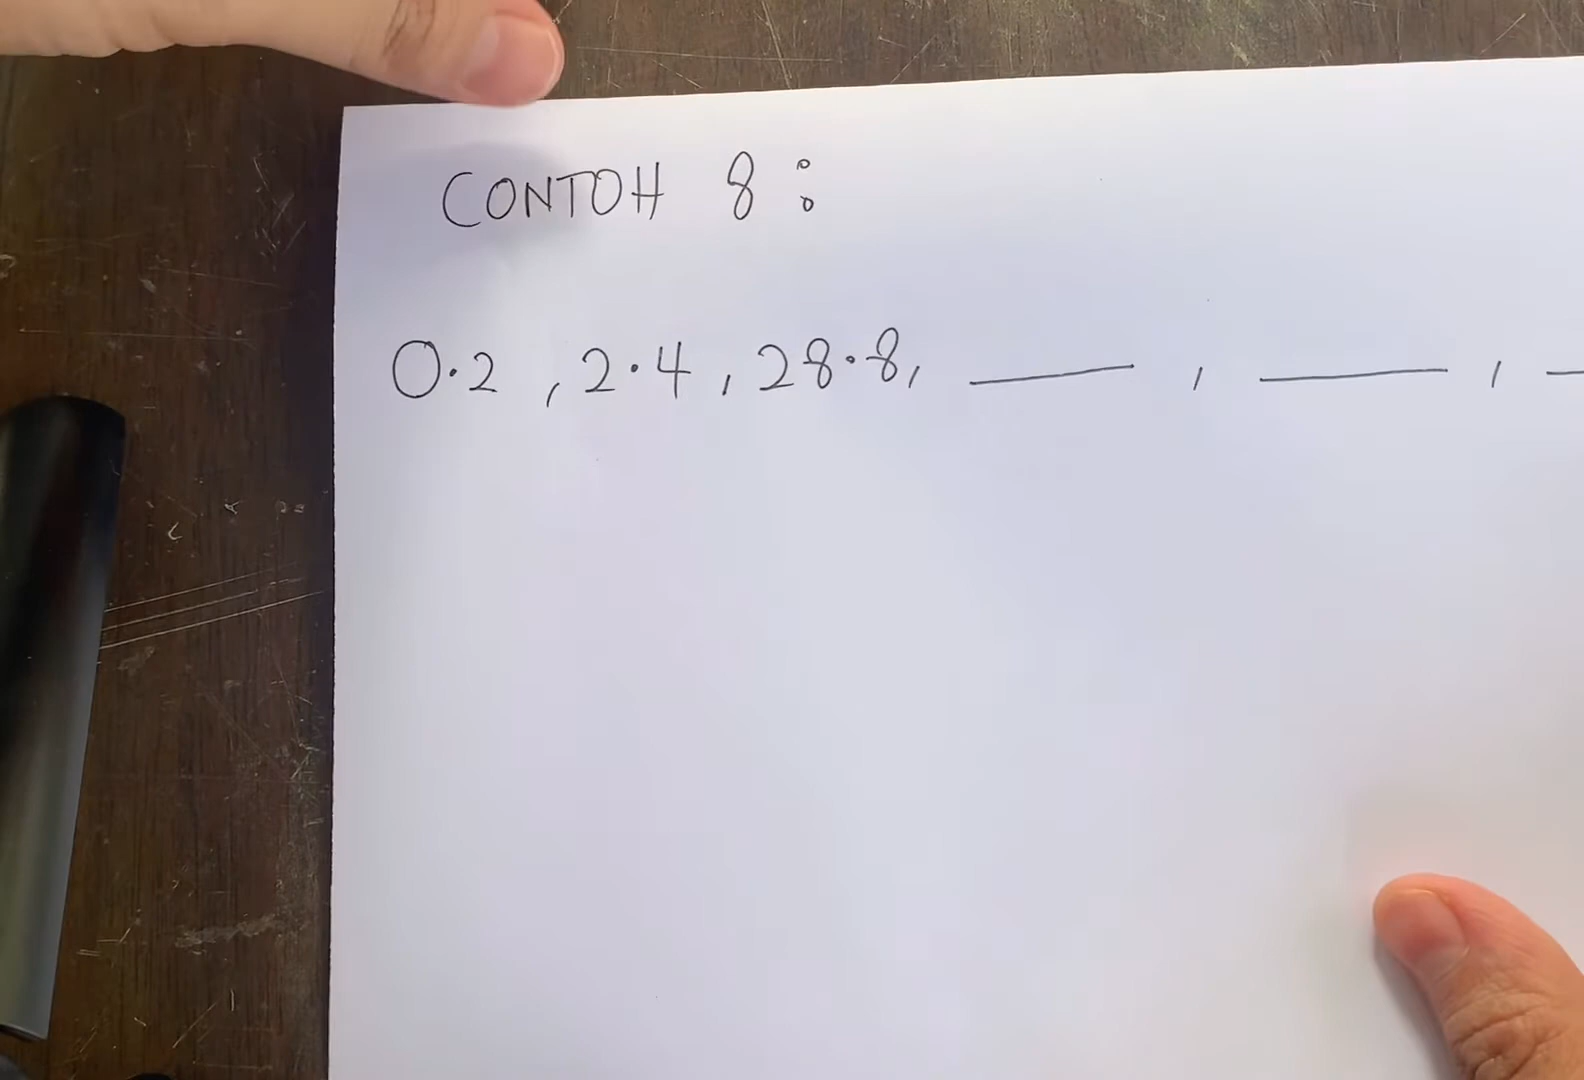 CONTOH 8 :
0.2 , 2.4 , 28.8, ____ , ____ , __